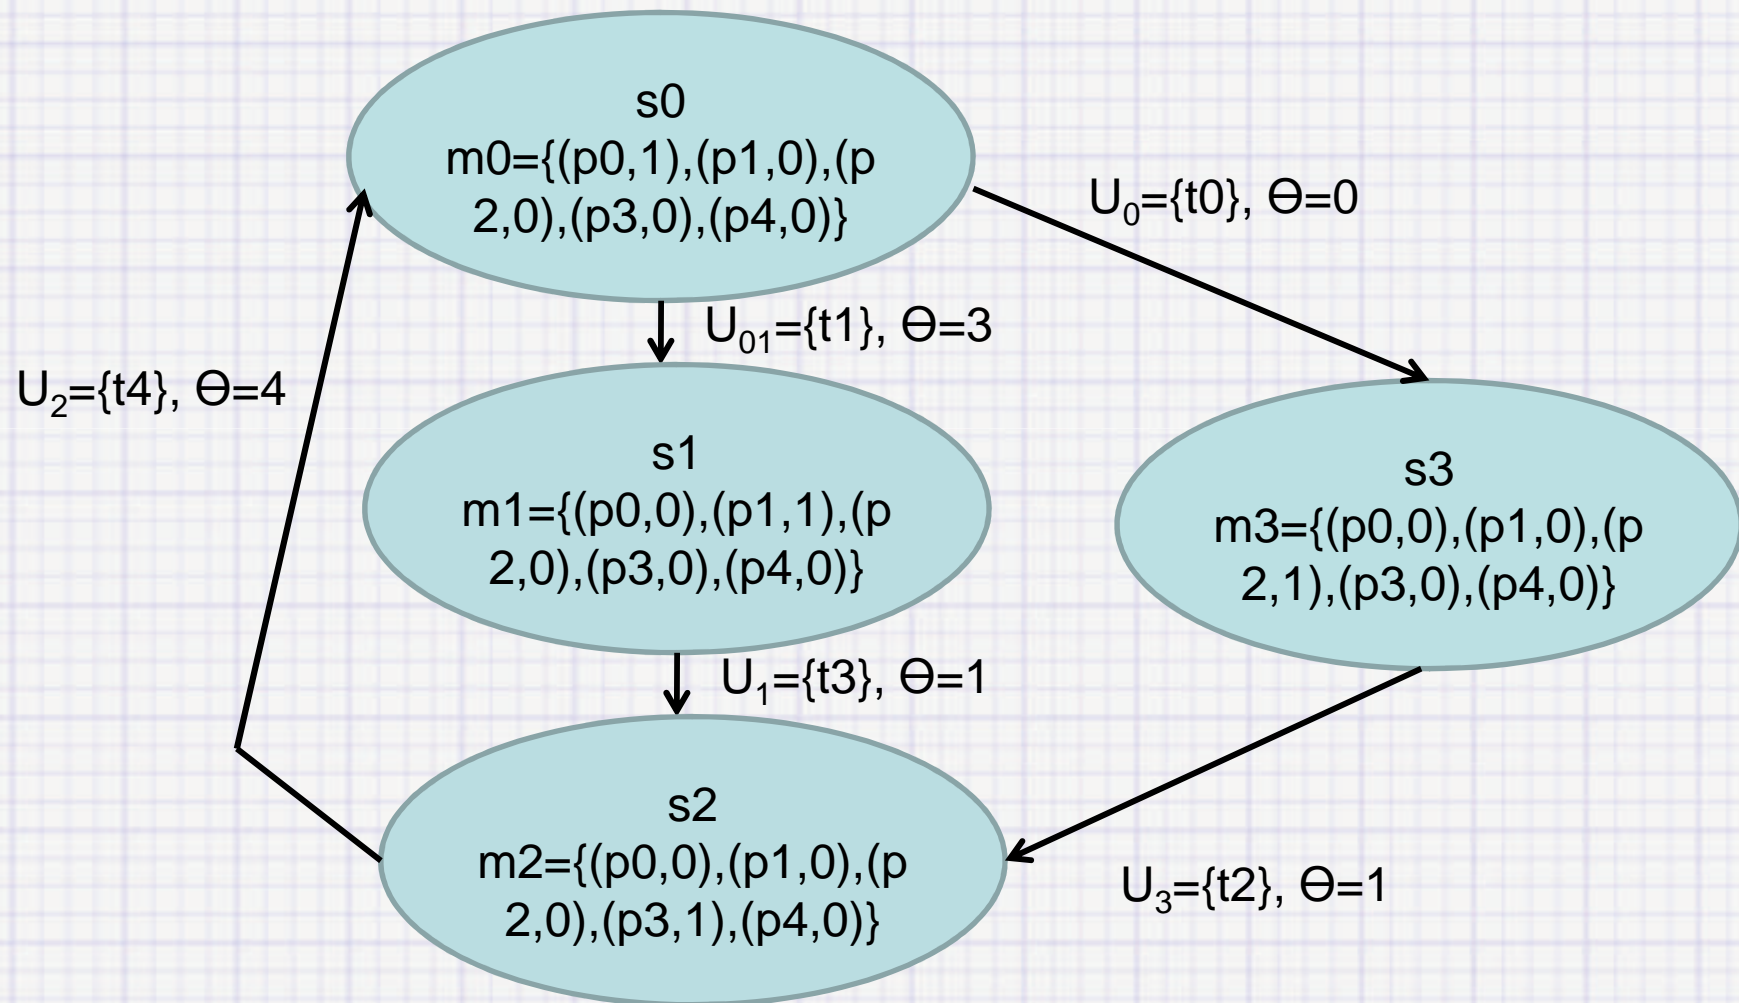 s0
m0={(p0,1),(p1,0),(p
2,0),(p3,0),(p4,0)}
U₀={t0}, ϴ=0
U₀₁={t1}, ϴ=3
U₂={t4}, ϴ=4
s1
m1={(p0,0),(p1,1),(p
2,0),(p3,0),(p4,0)}
s3
m3={(p0,0),(p1,0),(p
2,1),(p3,0),(p4,0)}
U₁={t3}, ϴ=1
s2
m2={(p0,0),(p1,0),(p
2,0),(p3,1),(p4,0)}
U₃={t2}, ϴ=1